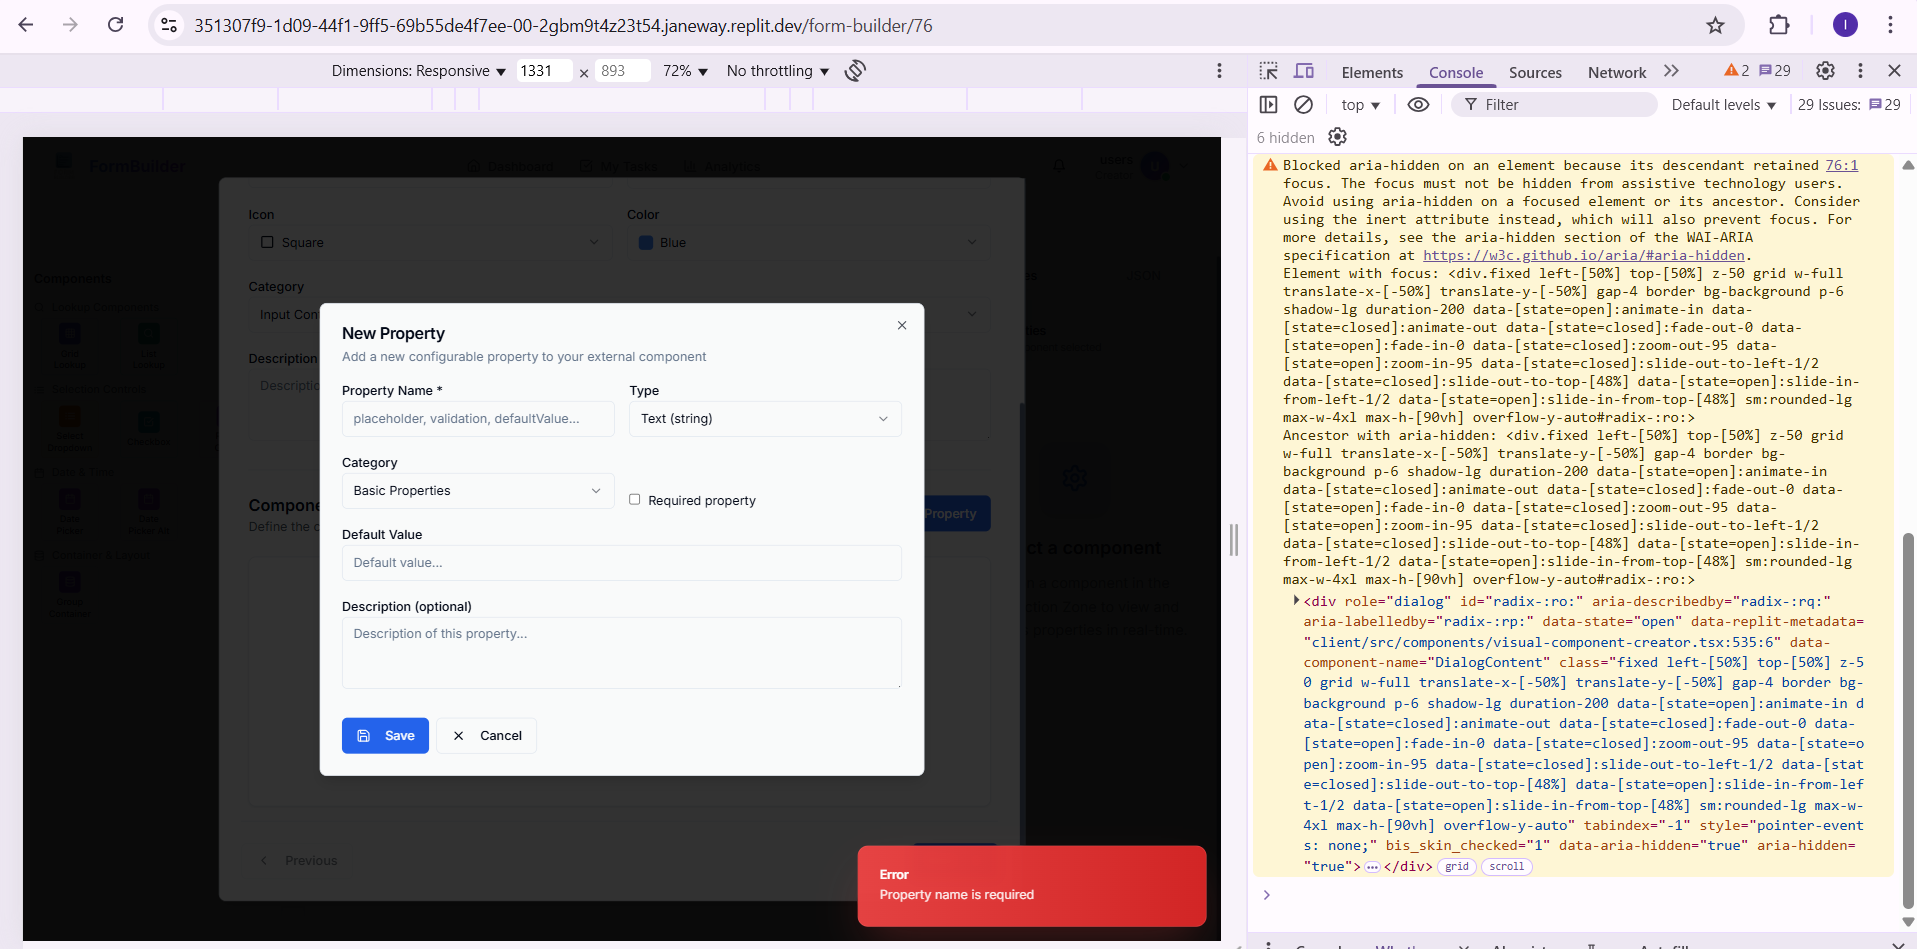 351307f9-1d09-44f1-9ff5-69b55de4f7ee-00-2gbm9t4z23t54.janeway.replit.dev/form-builder/76
I
Dimensions: Responsive 1331 × 893 72% No throttling
Elements Console Sources Network 2 29
top Filter Default levels 29 Issues: 29
6 hidden
FormBuilder Dashboard My Tasks Analytics
Icon Color
Square Blue
Category
Description
Components
New Property
Add a new configurable property to your external component
Property Name * Type
placeholder, validation, defaultValue... Text (string)
Category
Basic Properties Required property
Default Value
Default value...
Description (optional)
Description of this property...
Save Cancel
Property
Previous
Error
Property name is required
Blocked aria-hidden on an element because its descendant retained 76:1
focus. The focus must not be hidden from assistive technology users.
Avoid using aria-hidden on a focused element or its ancestor. Consider
using the inert attribute instead, which will also prevent focus. For
more details, see the aria-hidden section of the WAI-ARIA
specification at https://w3c.github.io/aria/#aria-hidden.
Element with focus: <div.fixed left-[50%] top-[50%] z-50 grid w-full
translate-x-[-50%] translate-y-[-50%] gap-4 border bg-background p-6
shadow-lg duration-200 data-[state=open]:animate-in data-
[state=closed]:animate-out data-[state=closed]:fade-out-0 data-
[state=open]:fade-in-0 data-[state=closed]:zoom-out-95 data-
[state=open]:zoom-in-95 data-[state=closed]:slide-out-to-left-1/2
data-[state=closed]:slide-out-to-top-[48%] data-[state=open]:slide-in-
from-left-1/2 data-[state=open]:slide-in-from-top-[48%] sm:rounded-lg
max-w-4xl max-h-[90vh] overflow-y-auto#radix-:ro:>
Ancestor with aria-hidden: <div.fixed left-[50%] top-[50%] z-50 grid
w-full translate-x-[-50%] translate-y-[-50%] gap-4 border bg-
background p-6 shadow-lg duration-200 data-[state=open]:animate-in
data-[state=closed]:animate-out data-[state=closed]:fade-out-0 data-
[state=open]:fade-in-0 data-[state=closed]:zoom-out-95 data-
[state=open]:zoom-in-95 data-[state=closed]:slide-out-to-left-1/2
data-[state=closed]:slide-out-to-top-[48%] data-[state=open]:slide-in-
from-left-1/2 data-[state=open]:slide-in-from-top-[48%] sm:rounded-lg
max-w-4xl max-h-[90vh] overflow-y-auto#radix-:ro:>
<div role="dialog" id="radix-:ro:" aria-describedby="radix-:rq:"
aria-labelledby="radix-:rp:" data-state="open" data-replit-metadata=
"client/src/components/visual-component-creator.tsx:535:6" data-
component-name="DialogContent" class="fixed left-[50%] top-[50%] z-5
0 grid w-full translate-x-[-50%] translate-y-[-50%] gap-4 border bg-
background p-6 shadow-lg duration-200 data-[state=open]:animate-in d
ata-[state=closed]:animate-out data-[state=closed]:fade-out-0 data-
[state=open]:fade-in-0 data-[state=closed]:zoom-out-95 data-[state=o
pen]:zoom-in-95 data-[state=closed]:slide-out-to-left-1/2 data-[stat
e=closed]:slide-out-to-top-[48%] data-[state=open]:slide-in-from-lef
t-1/2 data-[state=open]:slide-in-from-top-[48%] sm:rounded-lg max-w-
4xl max-h-[90vh] overflow-y-auto" tabindex="-1" style="pointer-event
s: none;" bis_skin_checked="1" data-aria-hidden="true" aria-hidden=
"true">…</div> grid scroll